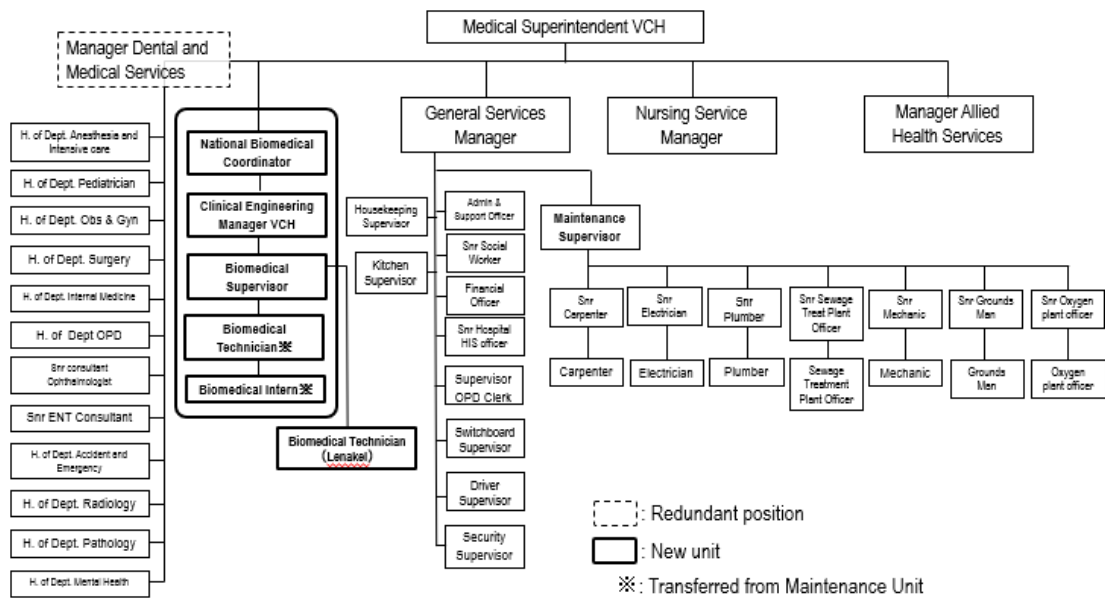 Medical Superintendent VCH
Manager Dental and
Medical Services
General Services
Manager
Nursing Service
Manager
Manager Allied
Health Services
H. of Dept. Anesthesia and
Intensive care
H. of Dept. Pediatrician
H. of Dept. Obs & Gyn
H. of Dept. Surgery
H. of Dept. Internal Medicine
H. of Dept OPD
Snr consultant
Ophthalmologist
Snr ENT Consultant
H. of Dept. Accident and
Emergency
H. of Dept. Radiology
H. of Dept. Pathology
H. of Dept. Mental Health
National Biomedical
Coordinator
Clinical Engineering
Manager VCH
Biomedical
Supervisor
Biomedical
Technician※
Biomedical Intern※
Biomedical Technician
(Lenakel)
Housekeeping
Supervisor
Kitchen
Supervisor
Admin &
Support Officer
Snr Social
Worker
Financial
Officer
Snr Hospital
HIS officer
Supervisor
OPD Clerk
Switchboard
Supervisor
Driver
Supervisor
Security
Supervisor
Maintenance
Supervisor
Snr
Carpenter
Snr
Electrician
Snr
Plumber
Snr Sewage
Treat Plant
Officer
Snr
Mechanic
Snr Grounds
Man
Snr Oxygen
plant officer
Carpenter
Electrician
Plumber
Sewage
Treatment
Plant Officer
Mechanic
Grounds
Men
Oxygen
plant officer
: Redundant position
: New unit
※: Transferred from Maintenance Unit